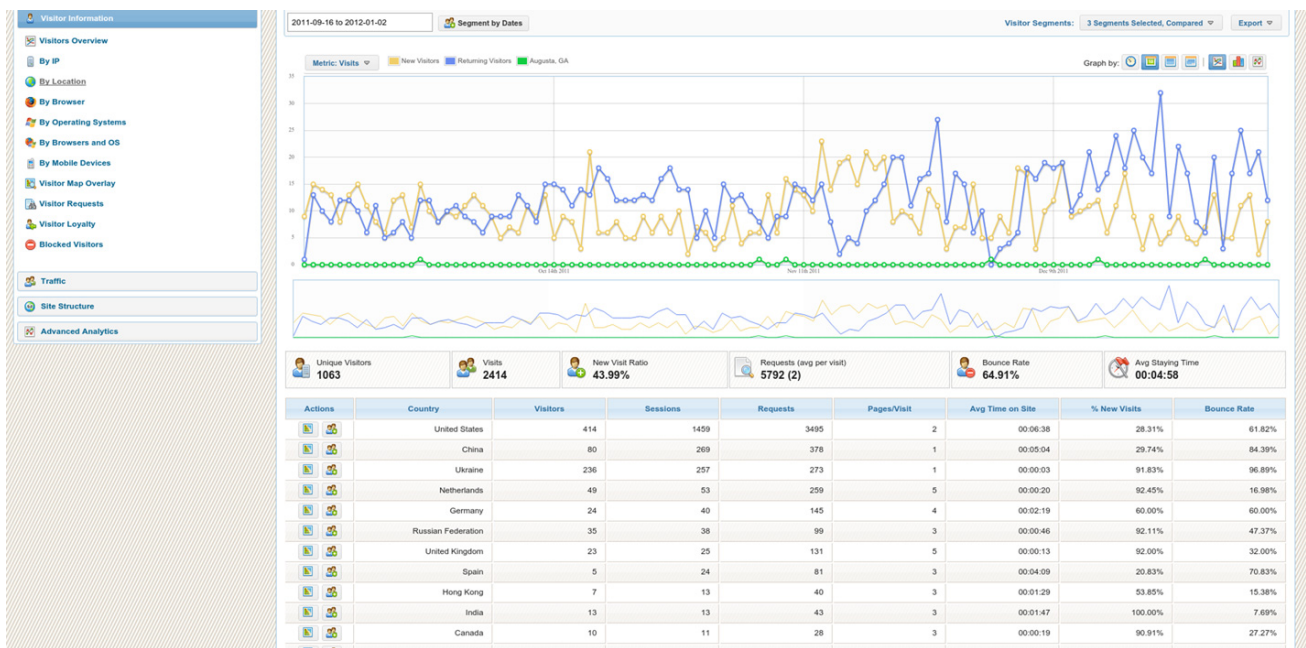 Visitor Information
Visitors Overview
By IP
By Location
By Browser
By Operating Systems
By Browsers and OS
By Mobile Devices
Visitor Map Overlay
Visitor Requests
Visitor Loyalty
Blocked Visitors
Traffic
Site Structure
Advanced Analytics
2011-09-16 to 2012-01-02 Segment by Dates Visitor Segments: 3 Segments Selected, Compared Export
Metric: Visits New Visitors Returning Visitors Augusta, GA Graph by:
35
30
25
20
15
10
5
0
Oct 14th 2011 Nov 11th 2011 Dec 9th 2011
Unique Visitors Visits New Visit Ratio Requests (avg per visit) Bounce Rate Avg Staying Time
1063 2414 43.99% 5792 (2) 64.91% 00:04:58
Actions Country Visitors Sessions Requests Pages/Visit Avg Time on Site % New Visits Bounce Rate
United States 414 1459 3495 2 00:06:38 28.31% 61.82%
China 80 269 378 1 00:05:04 29.74% 84.39%
Ukraine 236 257 273 1 00:00:03 91.83% 96.89%
Netherlands 49 53 259 5 00:00:20 92.45% 16.98%
Germany 24 40 145 4 00:02:19 60.00% 60.00%
Russian Federation 35 38 99 3 00:00:46 92.11% 47.37%
United Kingdom 23 25 131 5 00:00:13 92.00% 32.00%
Spain 5 24 81 3 00:04:09 20.83% 70.83%
Hong Kong 7 13 40 3 00:01:29 53.85% 15.38%
India 13 13 43 3 00:01:47 100.00% 7.69%
Canada 10 11 28 3 00:00:19 90.91% 27.27%